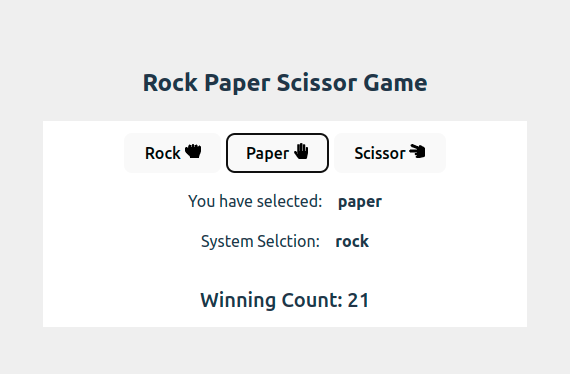 Rock Paper Scissor Game
Rock Paper Scissor
You have selected: paper
System Selction: rock
Winning Count: 21